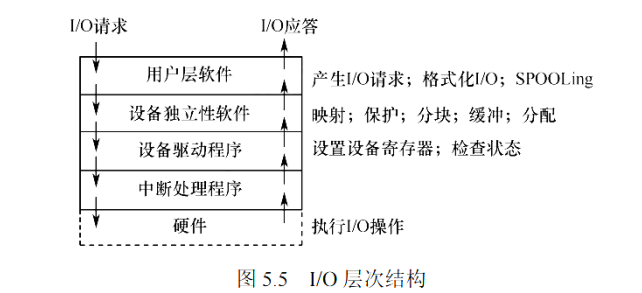 I/O请求 I/O应答
用户层软件 产生I/O请求；格式化I/O；SPOOLing
设备独立性软件 映射；保护；分块；缓冲；分配
设备驱动程序 设置设备寄存器；检查状态
中断处理程序
硬件 执行I/O操作
图 5.5 I/O 层次结构